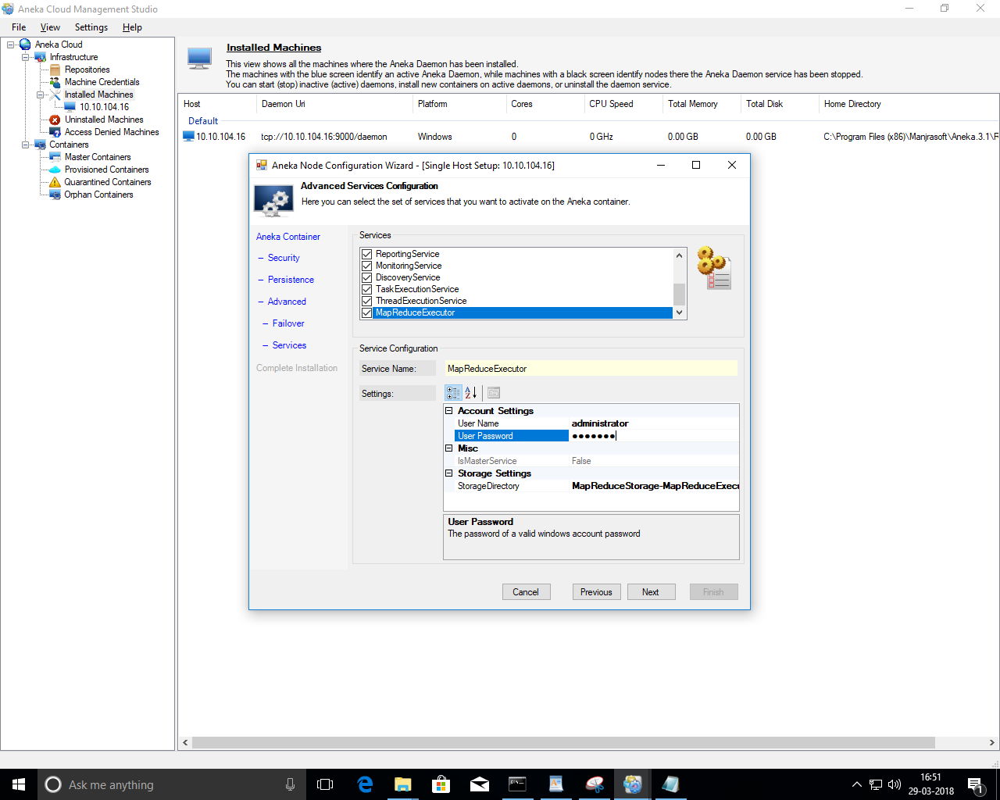 Aneka Cloud Management Studio
File View Settings Help
Aneka Cloud
Infrastructure
Repositories
Machine Credentials
Installed Machines
10.10.104.16
Uninstalled Machines
Access Denied Machines
Containers
Master Containers
Provisioned Containers
Quarantined Containers
Orphan Containers
Installed Machines
This view shows all the machines where the Aneka Daemon has been installed.
The machines with the blue screen identify an active Aneka Daemon, while machines with a black screen identify nodes there the Aneka Daemon service has been stopped.
You can start (stop) inactive (active) daemons, install new containers on active daemons, or uninstall the daemon service.
Host Daemon Uri Platform Cores CPU Speed Total Memory Total Disk Home Directory
Default
10.10.104.16 tcp://10.10.104.16:9000/daemon Windows 0 0 GHz 0.00 GB 0.00 GB C:\Program Files (x86)\Manjrasoft\Aneka.3.1\R
Aneka Node Configuration Wizard - [Single Host Setup: 10.10.104.16]
Advanced Services Configuration
Here you can select the set of services that you want to activate on the Aneka container.
Aneka Container
– Security
– Persistence
– Advanced
– Failover
– Services
Complete Installation
Services
ReportingService
MonitoringService
DiscoveryService
TaskExecutionService
ThreadExecutionService
MapReduceExecutor
Service Configuration
Service Name: MapReduceExecutor
Settings:
Account Settings
User Name administrator
User Password ●●●●●●●
Misc
IsMasterService False
Storage Settings
StorageDirectory MapReduceStorage-MapReduceExecu
User Password
The password of a valid windows account password
Cancel Previous Next Finish
Ask me anything
16:51
29-03-2018
1